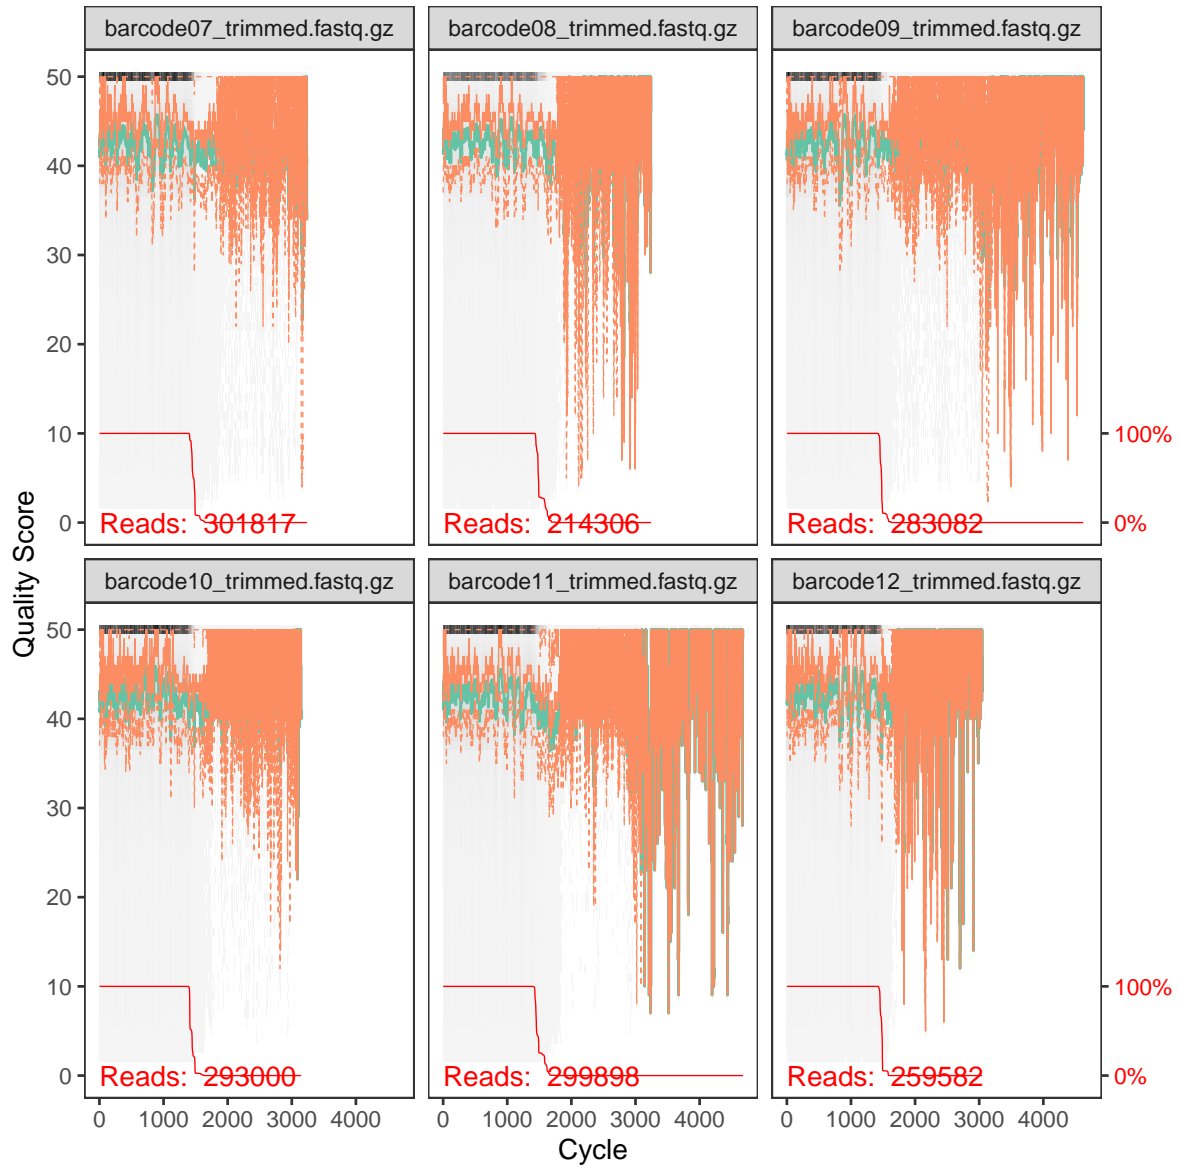 barcode07_trimmed.fastq.gz barcode08_trimmed.fastq.gz barcode09_trimmed.fastq.gz
50
40
30
20
10 100%
0 Reads: 301817 Reads: 214306 Reads: 283082 0%
Quality Score
barcode10_trimmed.fastq.gz barcode11_trimmed.fastq.gz barcode12_trimmed.fastq.gz
50
40
30
20
10 100%
0 Reads: 293000 Reads: 299898 Reads: 259582 0%
0 1000 2000 3000 4000 0 1000 2000 3000 4000 0 1000 2000 3000 4000
Cycle